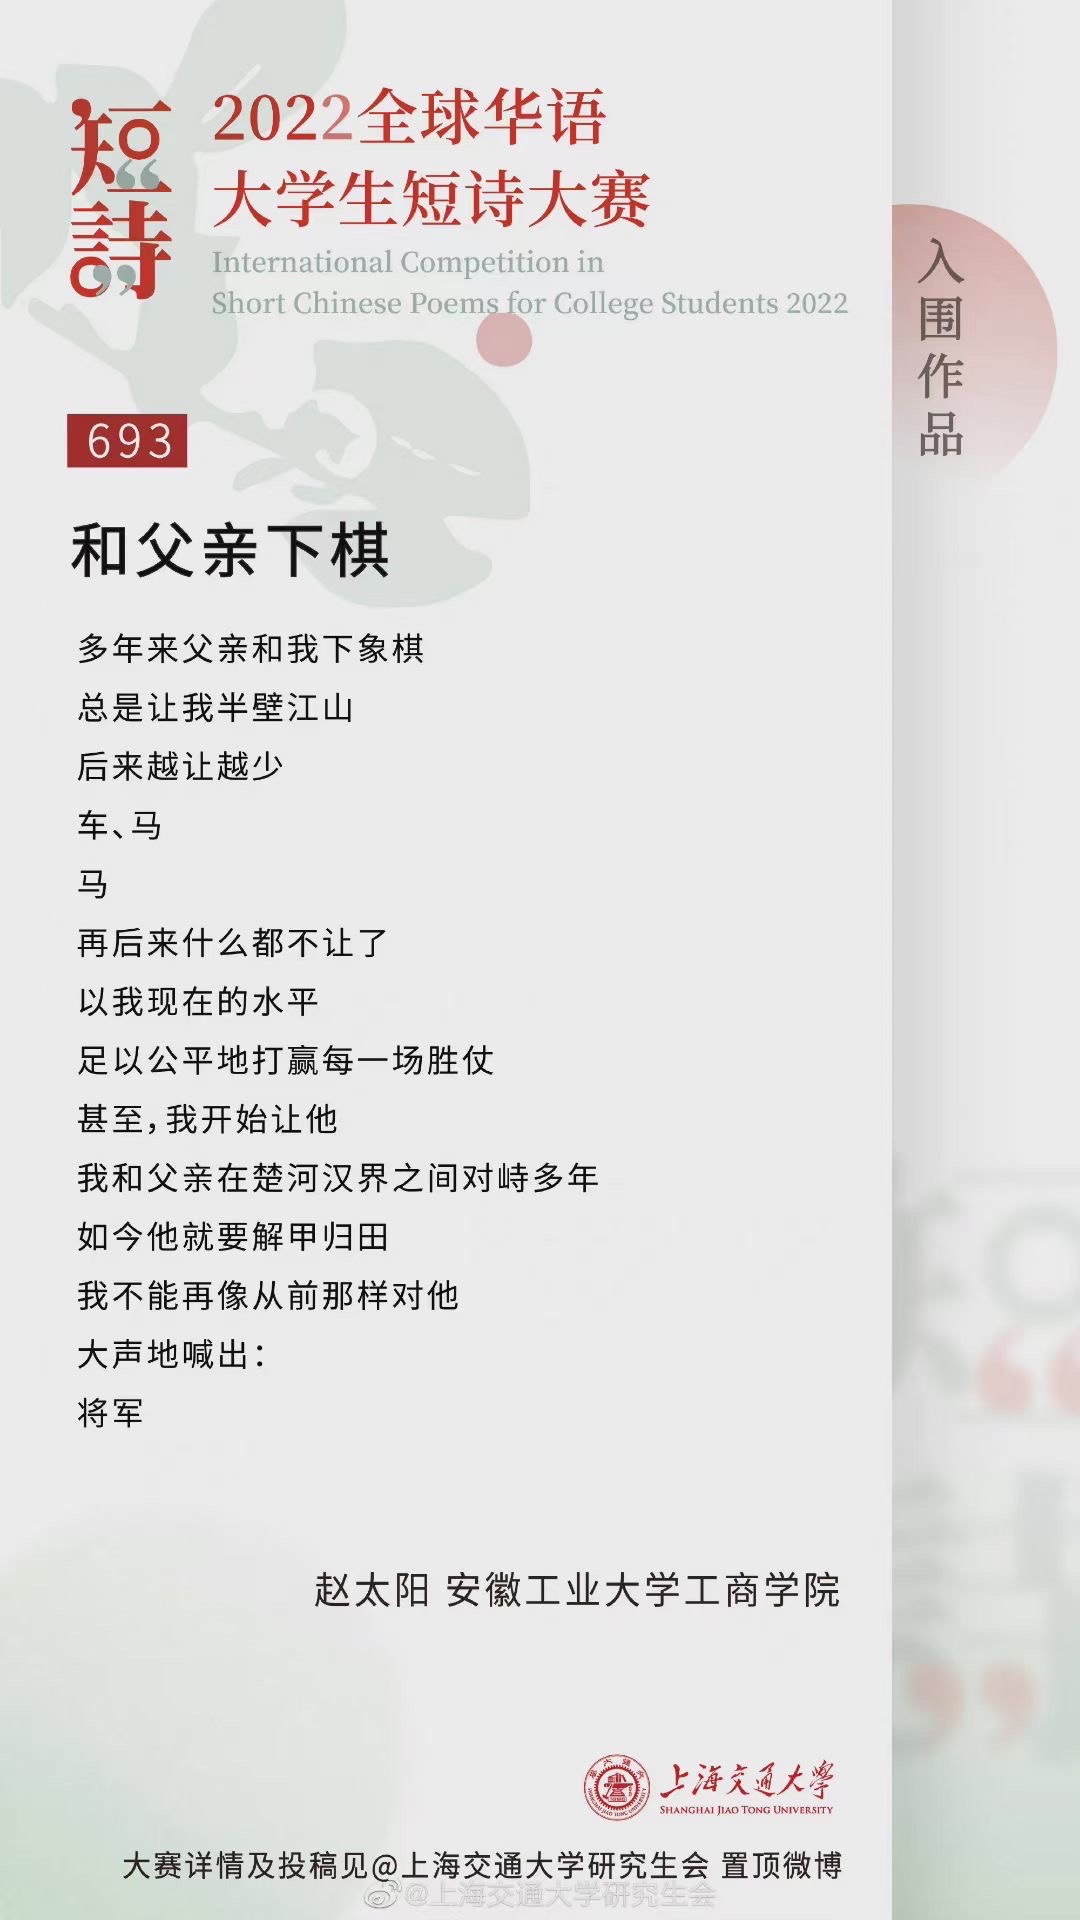 短詩
2022全球华语
大学生短诗大赛
International Competition in
Short Chinese Poems for College Students 2022
入围作品
693
和父亲下棋
多年来父亲和我下象棋
总是让我半壁江山
后来越让越少
车、马
马
再后来什么都不让了
以我现在的水平
足以公平地打赢每一场胜仗
甚至，我开始让他
我和父亲在楚河汉界之间对峙多年
如今他就要解甲归田
我不能再像从前那样对他
大声地喊出：
将军
赵太阳 安徽工业大学工商学院
上海交通大學
SHANGHAI JIAO TONG UNIVERSITY
大赛详情及投稿见@上海交通大学研究生会 置顶微博
@上海交通大学研究生会